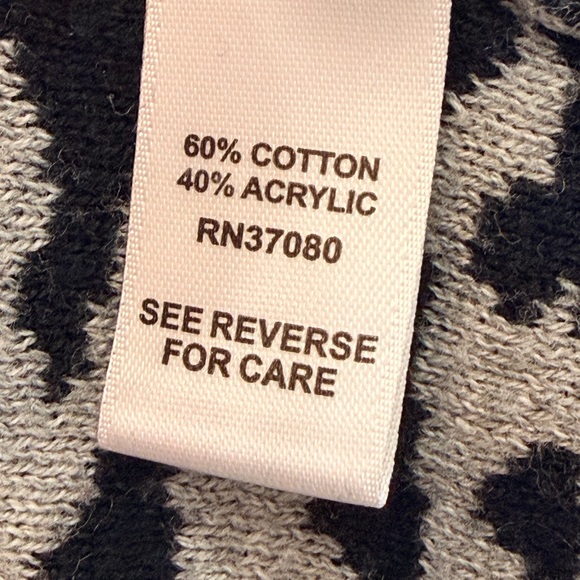 60% COTTON
40% ACRYLIC
RN37080
SEE REVERSE
FOR CARE